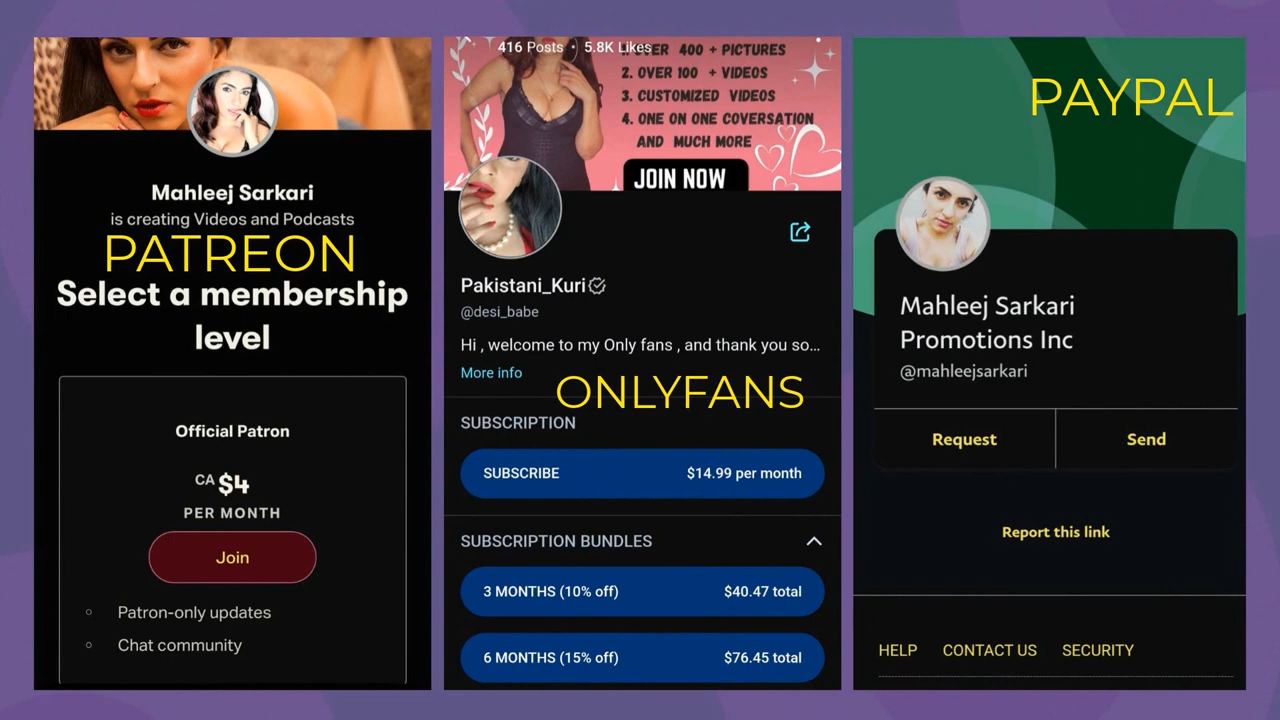 Mahleej Sarkari
is creating Videos and Podcasts
PATREON
Select a membership
level
Official Patron
CA $4
PER MONTH
Join
Patron-only updates
Chat community
416 Posts • 5.8K Likes
1. OVER 400 + PICTURES
2. OVER 100 + VIDEOS
3. CUSTOMIZED VIDEOS
4. ONE ON ONE COVERSATION
AND MUCH MORE
JOIN NOW
Pakistani_Kuri
@desi_babe
Hi , welcome to my Only fans , and thank you so...
More info
ONLYFANS
SUBSCRIPTION
SUBSCRIBE $14.99 per month
SUBSCRIPTION BUNDLES
3 MONTHS (10% off) $40.47 total
6 MONTHS (15% off) $76.45 total
PAYPAL
Mahleej Sarkari
Promotions Inc
@mahleejsarkari
Request Send
Report this link
HELP CONTACT US SECURITY